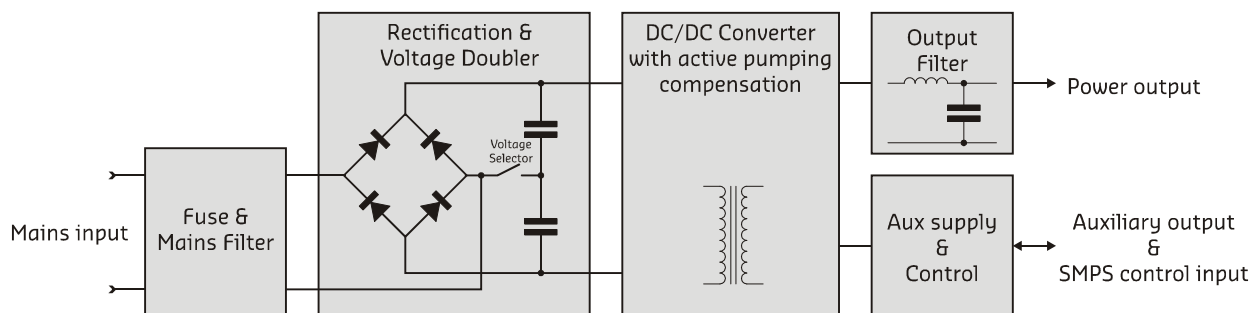 Mains input
Fuse &
Mains Filter
Rectification &
Voltage Doubler
Voltage
Selector
DC/DC Converter
with active pumping
compensation
Output
Filter
Power output
Aux supply
&
Control
Auxiliary output
&
SMPS control input